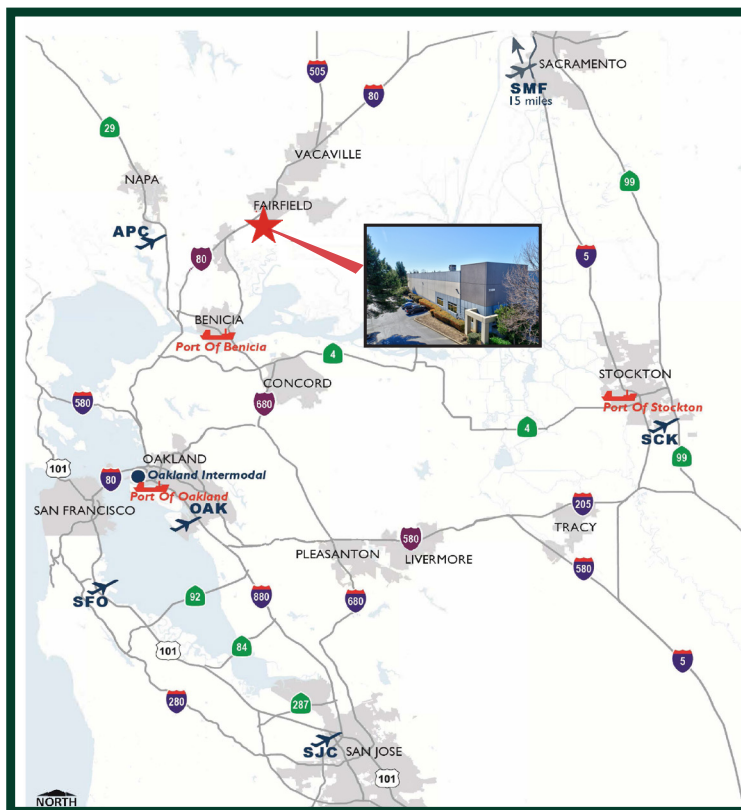 SACRAMENTO
SMF
15 miles
505
80
29
VACAVILLE
99
NAPA
FAIRFIELD
APC
80
5
BENICIA
Port Of Benicia
4
STOCKTON
CONCORD
580
680
Port Of Stockton
4
SCK
99
OAKLAND
101
80
Oakland Intermodal
Port Of Oakland
SAN FRANCISCO
OAK
205
TRACY
580
PLEASANTON
LIVERMORE
580
SFO
92
880
680
84
101
5
280
287
SJC
SAN JOSE
101
NORTH